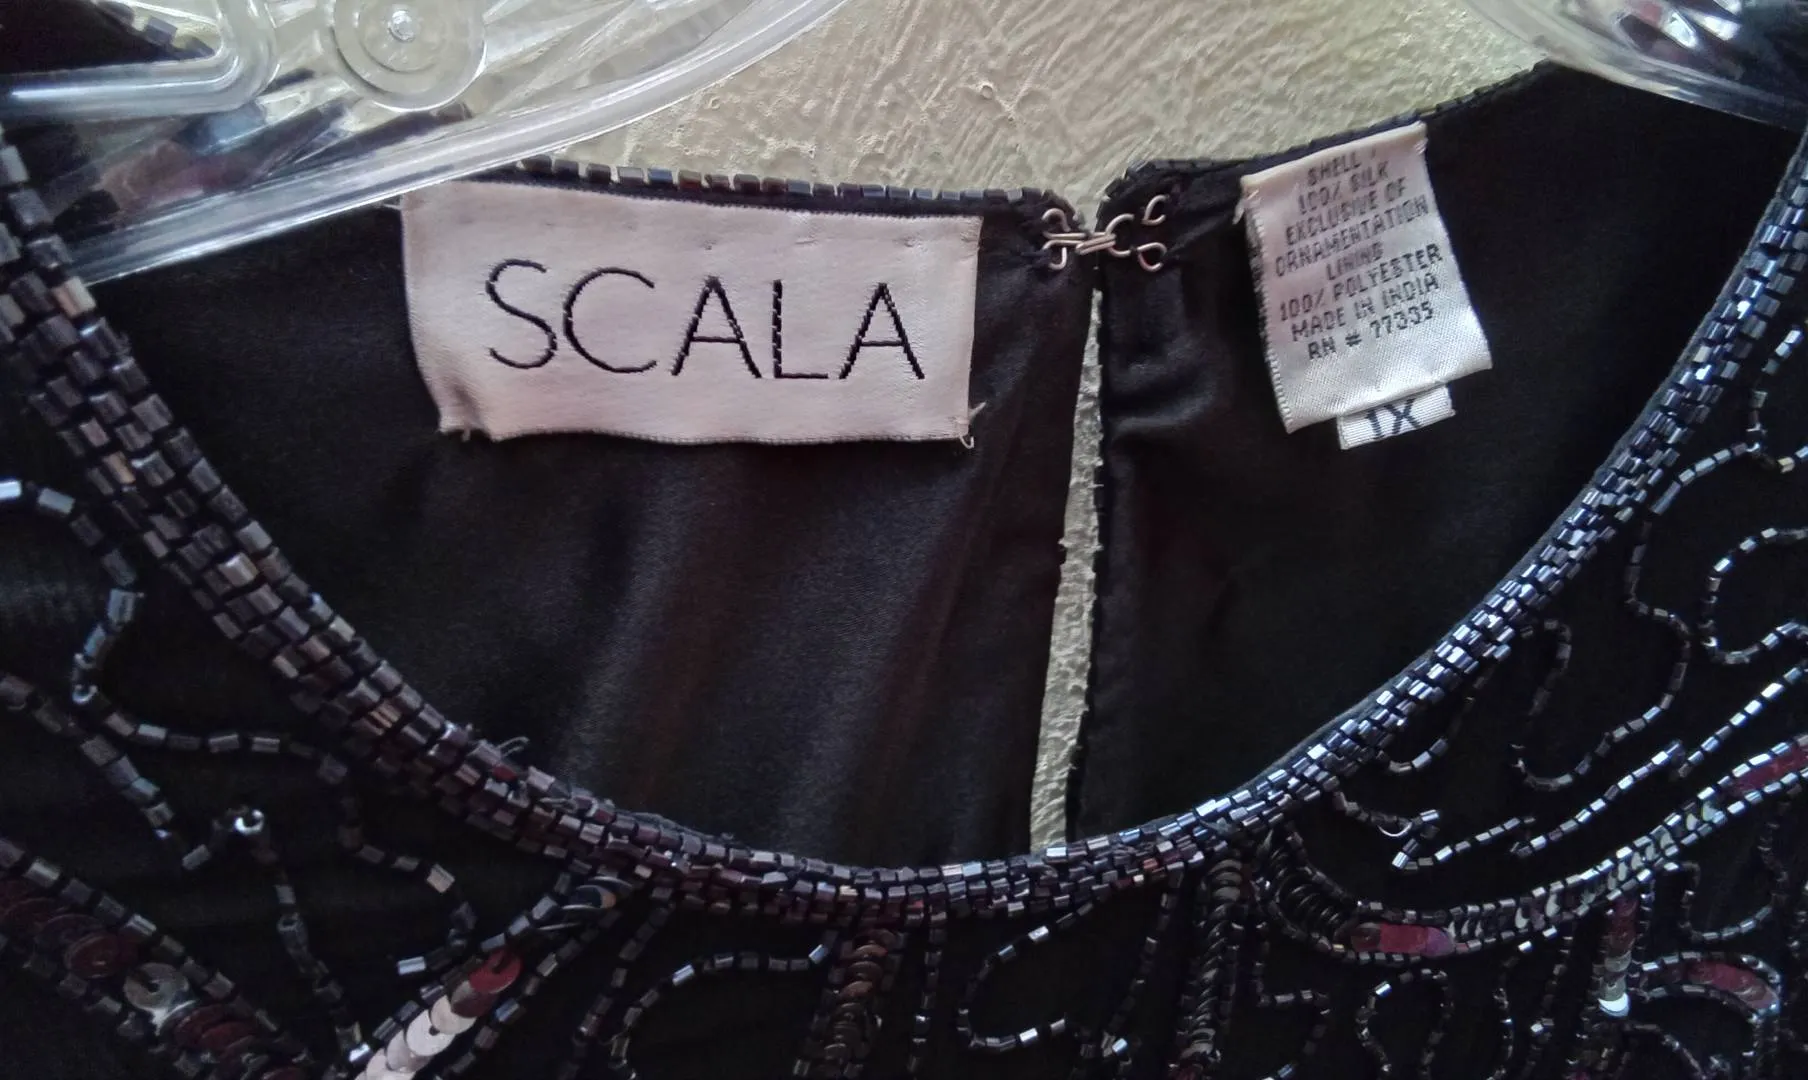 SCALA
SHELL
100% SILK
EXCLUSIVE OF
ORNAMENTATION
LINING
100% POLYESTER
MADE IN INDIA
RN # 77335
1X